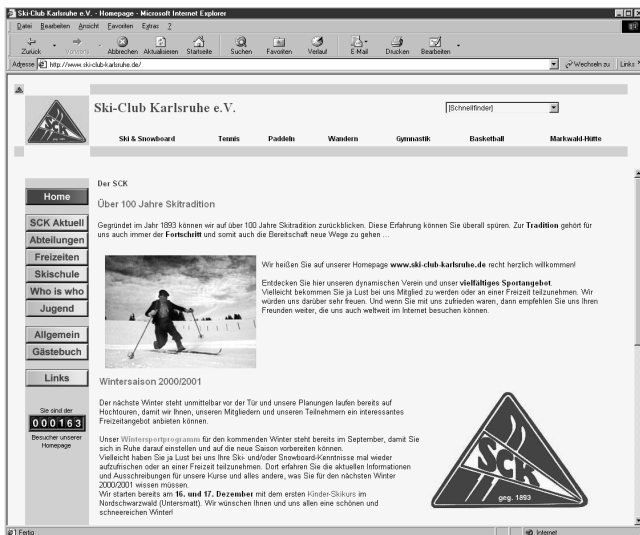 Ski-Club Karlsruhe e.V. - Homepage - Microsoft Internet Explorer
Datei Bearbeiten Ansicht Favoriten Extras ?
Zurück Vorwärts Abbrechen Aktualisieren Startseite Suchen Favoriten Verlauf E-Mail Drucken Bearbeiten
Adresse http://www.ski-club-karlsruhe.de/ Wechseln zu Links
Ski-Club Karlsruhe e.V. [Schnellfinder]
Ski & Snowboard Tennis Paddeln Wandern Gymnastik Basketball Markwald-Hütte
Home
SCK Aktuell
Abteilungen
Freizeiten
Skischule
Who is who
Jugend
Allgemein
Gästebuch
Links
Sie sind der
000163
Besucher unserer
Homepage
Der SCK
Über 100 Jahre Skitradition
Gegründet im Jahr 1893 können wir auf über 100 Jahre Skitradition zurückblicken. Diese Erfahrung können Sie überall spüren. Zur Tradition gehört für
uns auch immer der Fortschritt und somit auch die Bereitschaft neue Wege zu gehen ...
Wir heißen Sie auf unserer Homepage www.ski-club-karlsruhe.de recht herzlich willkommen!
Entdecken Sie hier unseren dynamischen Verein und unser vielfältiges Sportangebot.
Vielleicht bekommen Sie ja Lust bei uns Mitglied zu werden oder an einer Freizeit teilzunehmen. Wir
würden uns darüber sehr freuen. Und wenn Sie mit uns zufrieden waren, dann empfehlen Sie uns Ihren
Freunden weiter, die uns auch weltweit im Internet besuchen können.
Wintersaison 2000/2001
Der nächste Winter steht unmittelbar vor der Tür und unsere Planungen laufen bereits auf
Hochtouren, damit wir Ihnen, unseren Mitgliedern und unseren Teilnehmern ein interessantes
Freizeitangebot anbieten können.
Unser Wintersportprogramm für den kommenden Winter steht bereits im September, damit Sie
sich in Ruhe darauf einstellen und auf die neue Saison vorbereiten können.
Vielleicht haben Sie ja Lust bei uns Ihre Ski- und/oder Snowboard-Kenntnisse mal wieder
aufzufrischen oder an einer Freizeit teilzunehmen. Dort erfahren Sie die aktuellen Informationen
und Ausschreibungen für unsere Kurse und alles andere, was Sie für den nächsten Winter
2000/2001 wissen müssen.
Wir starten bereits am 16. und 17. Dezember mit dem ersten Kinder-Skikurs im
Nordschwarzwald (Untersmatt). Wir wünschen Ihnen und uns allen eine schönen und
schneereichen Winter!
SCK
geg. 1893
Fertig Internet